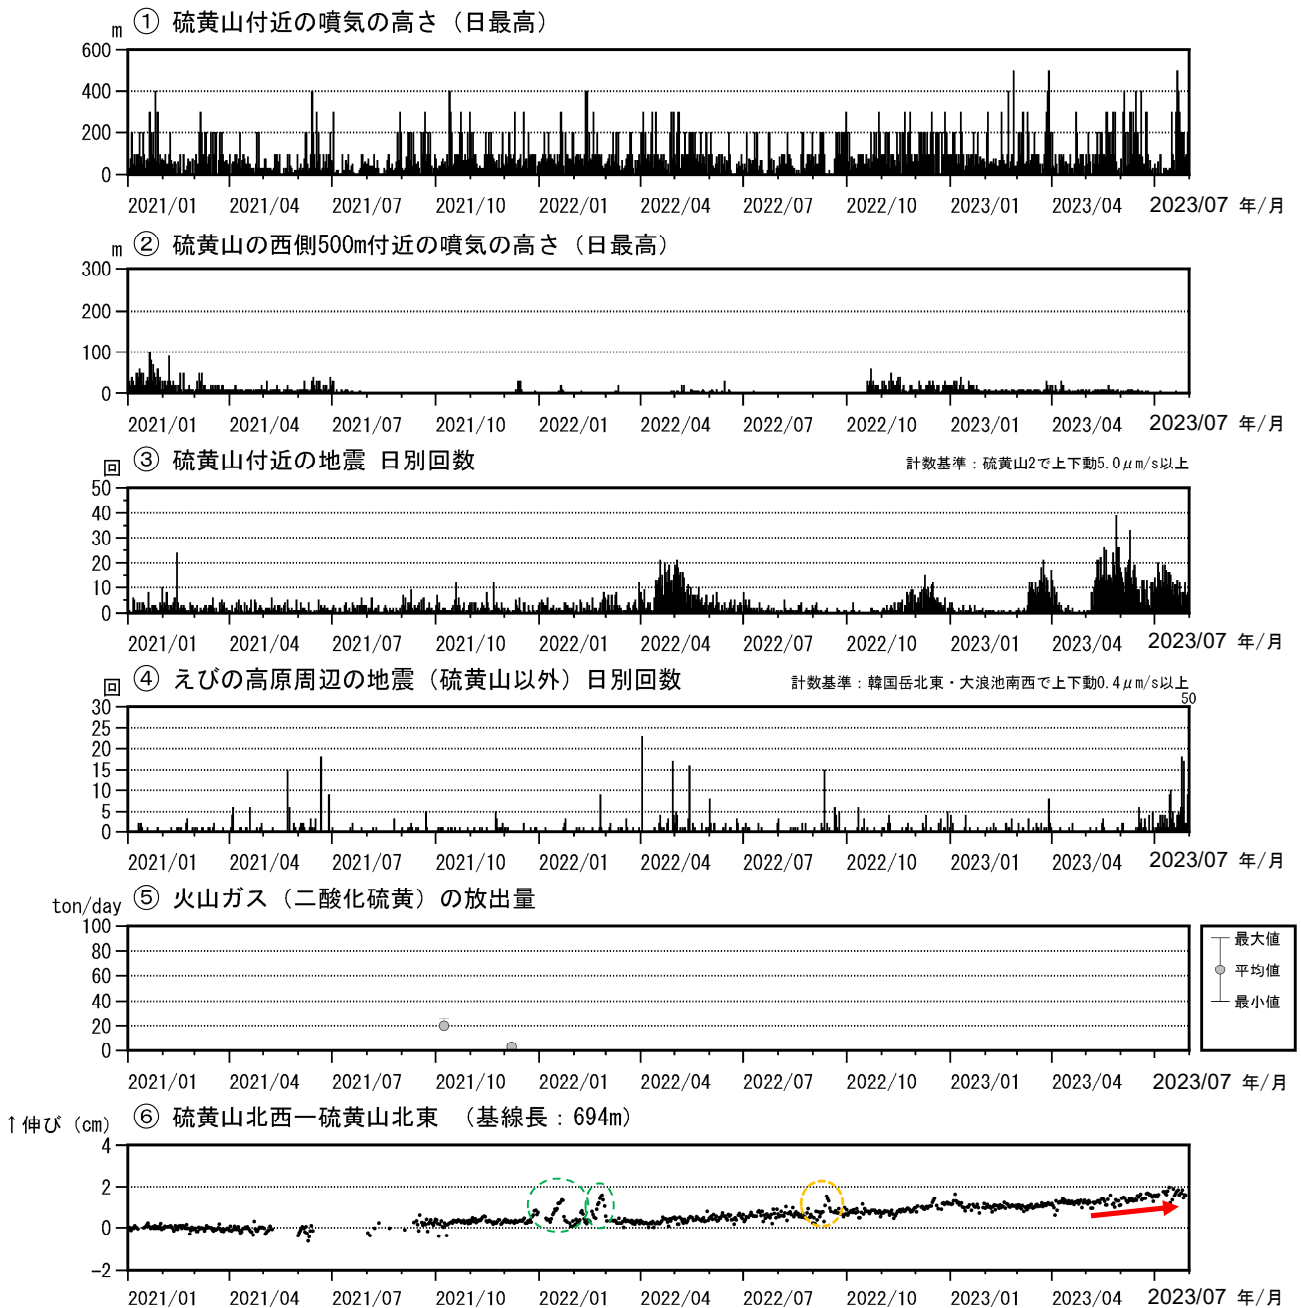 ① 硫黄山付近の噴気の高さ（日最高）
m
600
400
200
0
2021/01 2021/04 2021/07 2021/10 2022/01 2022/04 2022/07 2022/10 2023/01 2023/04 2023/07 年/月
② 硫黄山の西側500m付近の噴気の高さ（日最高）
m
300
200
100
0
2021/01 2021/04 2021/07 2021/10 2022/01 2022/04 2022/07 2022/10 2023/01 2023/04 2023/07 年/月
③ 硫黄山付近の地震 日別回数
計数基準：硫黄山2で上下動5.0μm/s以上
回
50
40
30
20
10
0
2021/01 2021/04 2021/07 2021/10 2022/01 2022/04 2022/07 2022/10 2023/01 2023/04 2023/07 年/月
④ えびの高原周辺の地震（硫黄山以外）日別回数
計数基準：韓国岳北東・大浪池南西で上下動0.4μm/s以上
50
回
30
25
20
15
10
5
0
2021/01 2021/04 2021/07 2021/10 2022/01 2022/04 2022/07 2022/10 2023/01 2023/04 2023/07 年/月
⑤ 火山ガス（二酸化硫黄）の放出量
ton/day
100
80
60
40
20
0
最大値
平均値
最小値
2021/01 2021/04 2021/07 2021/10 2022/01 2022/04 2022/07 2022/10 2023/01 2023/04 2023/07 年/月
⑥ 硫黄山北西－硫黄山北東 （基線長：694m）
↑伸び（cm）
4
2
0
-2
2021/01 2021/04 2021/07 2021/10 2022/01 2022/04 2022/07 2022/10 2023/01 2023/04 2023/07 年/月